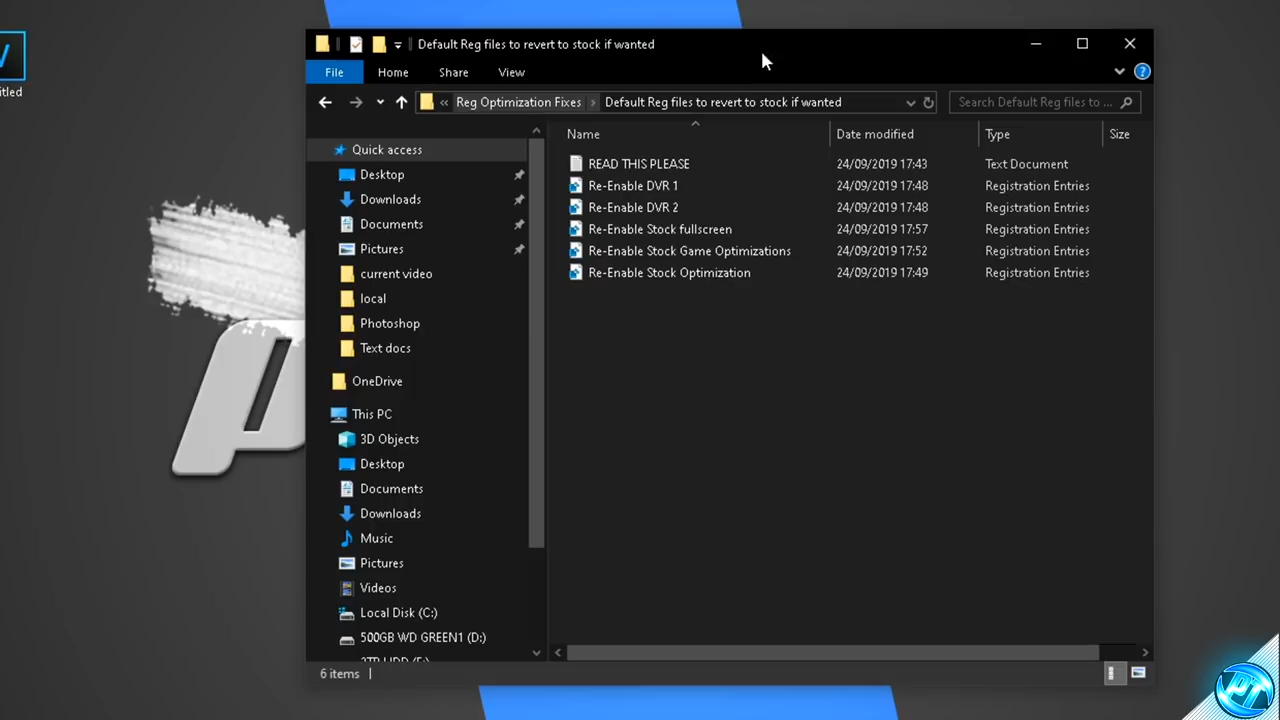 itled
Default Reg files to revert to stock if wanted
File Home Share View
« Reg Optimization Fixes > Default Reg files to revert to stock if wanted Search Default Reg files to ...
Name Date modified Type Size
Quick access
Desktop
Downloads
Documents
Pictures
current video
local
Photoshop
Text docs
OneDrive
This PC
3D Objects
Desktop
Documents
Downloads
Music
Pictures
Videos
Local Disk (C:)
500GB WD GREEN1 (D:)
READ THIS PLEASE 24/09/2019 17:43 Text Document
Re-Enable DVR 1 24/09/2019 17:48 Registration Entries
Re-Enable DVR 2 24/09/2019 17:48 Registration Entries
Re-Enable Stock fullscreen 24/09/2019 17:57 Registration Entries
Re-Enable Stock Game Optimizations 24/09/2019 17:52 Registration Entries
Re-Enable Stock Optimization 24/09/2019 17:49 Registration Entries
6 items
PT